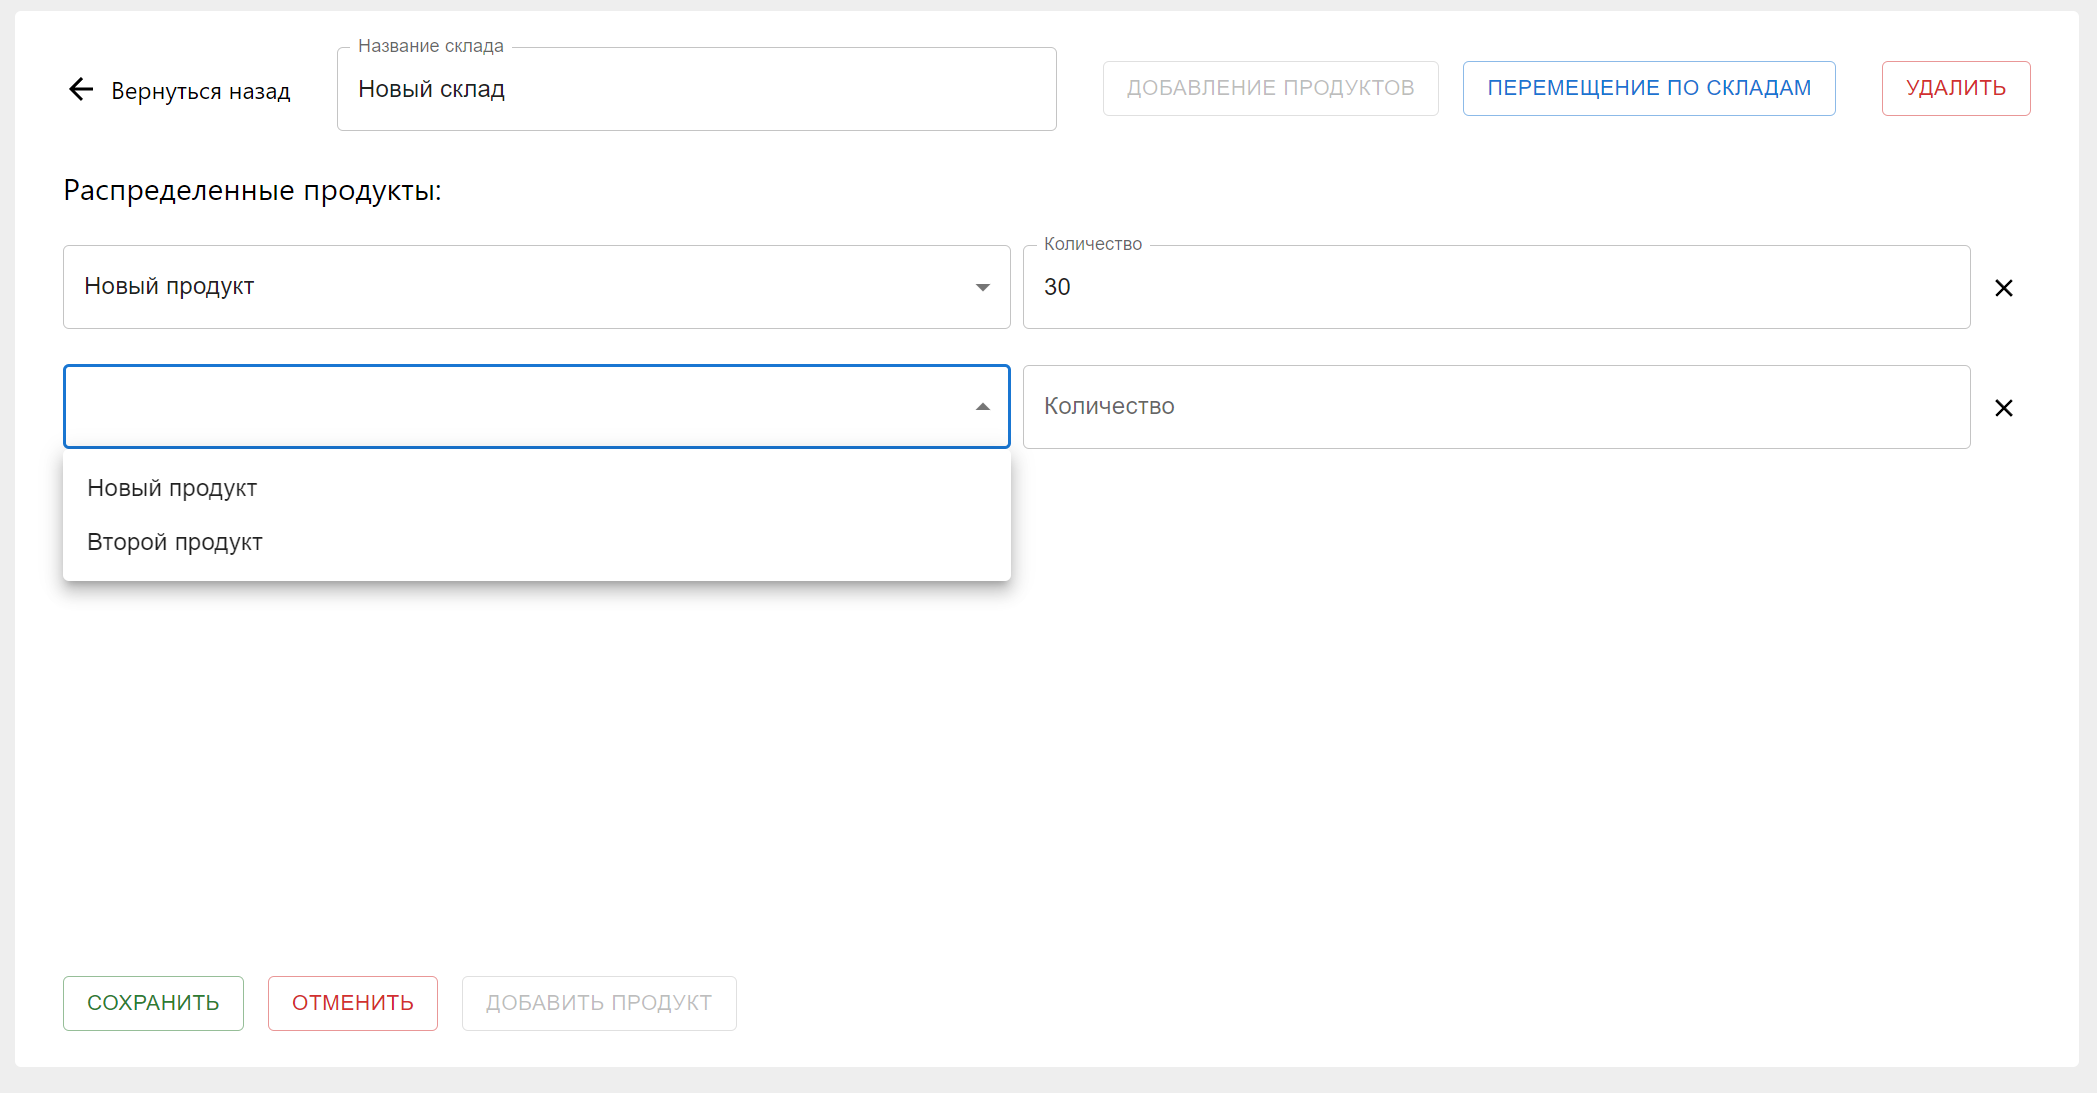 Название склада
Вернуться назад
Новый склад
ДОБАВЛЕНИЕ ПРОДУКТОВ
ПЕРЕМЕЩЕНИЕ ПО СКЛАДАМ
УДАЛИТЬ
Распределенные продукты:
Новый продукт
Количество
30
Количество
Новый продукт
Второй продукт
СОХРАНИТЬ
ОТМЕНИТЬ
ДОБАВИТЬ ПРОДУКТ